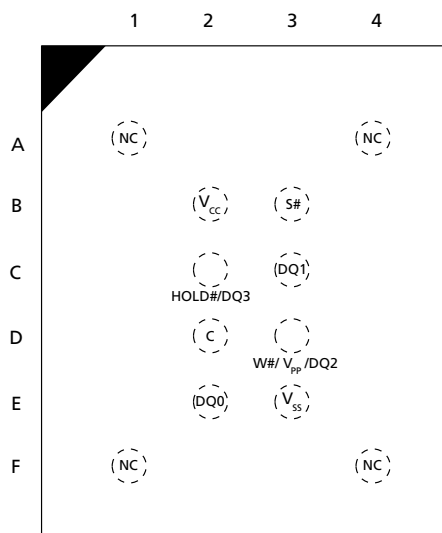 1 2 3 4
A NC NC
B VCC S#
C DQ1
HOLD#/DQ3
D C
W#/ VPP /DQ2
E DQ0 VSS
F NC NC